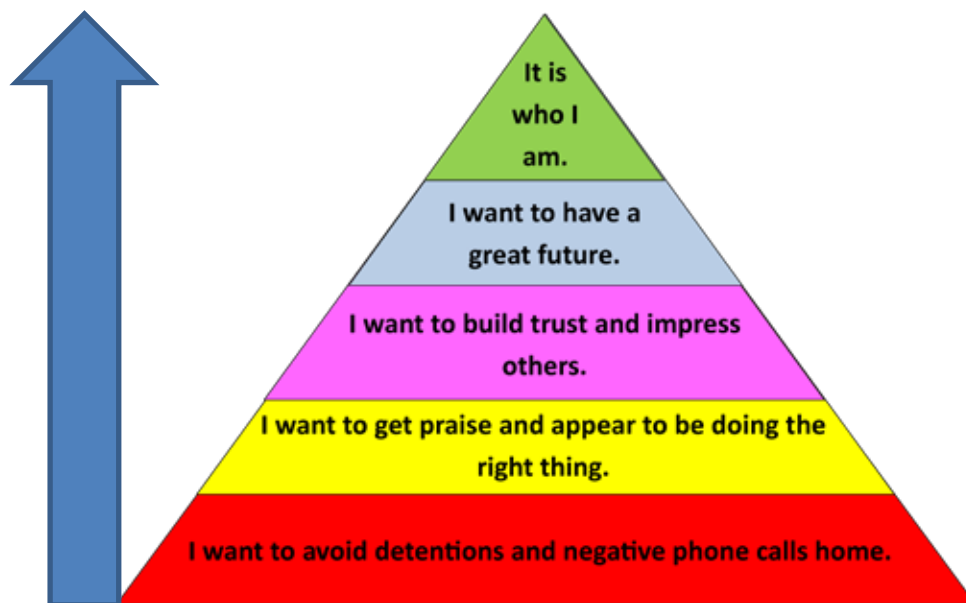 It is
who I
am.
I want to have a
great future.
I want to build trust and impress
others.
I want to get praise and appear to be doing the
right thing.
I want to avoid detentions and negative phone calls home.